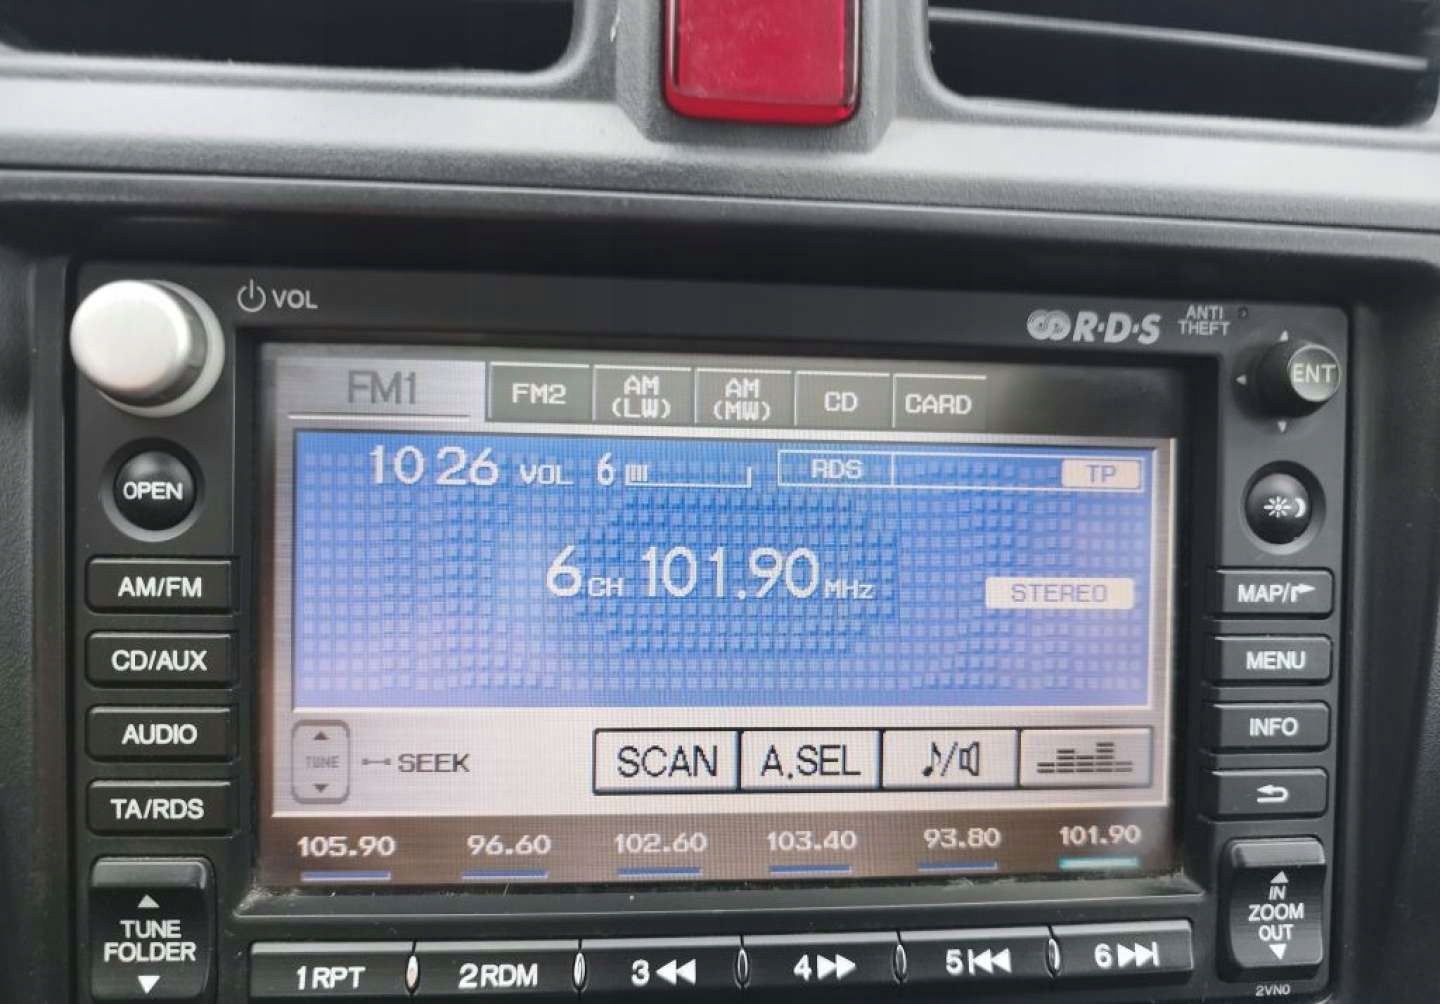 VOL
R·D·S
ANTI
THEFT
ENT
FM1
FM2
AM
(LW)
AM
(MW)
CD
CARD
10 26 VOL 6 RDS TP
6 CH 101.90 MHz
STEREO
OPEN
AM/FM
CD/AUX
AUDIO
TA/RDS
TUNE
FOLDER
TUNE
SEEK
SCAN
A.SEL
105.90 96.60 102.60 103.40 93.80 101.90
MAP/
MENU
INFO
IN
ZOOM
OUT
2VN0
1 RPT
2 RDM
3 ◀◀
4 ▶▶
5 |◀◀
6 ▶▶|